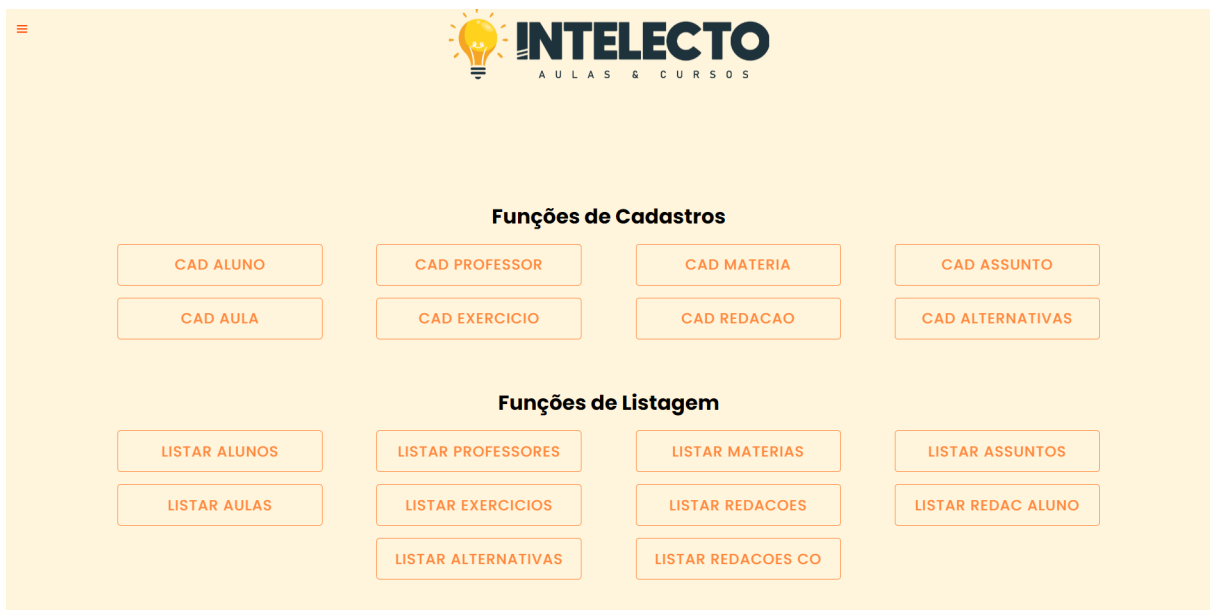 INTELECTO
AULAS & CURSOS
Funções de Cadastros
CAD ALUNO CAD PROFESSOR CAD MATERIA CAD ASSUNTO
CAD AULA CAD EXERCICIO CAD REDACAO CAD ALTERNATIVAS
Funções de Listagem
LISTAR ALUNOS LISTAR PROFESSORES LISTAR MATERIAS LISTAR ASSUNTOS
LISTAR AULAS LISTAR EXERCICIOS LISTAR REDACOES LISTAR REDAC ALUNO
LISTAR ALTERNATIVAS LISTAR REDACOES CO